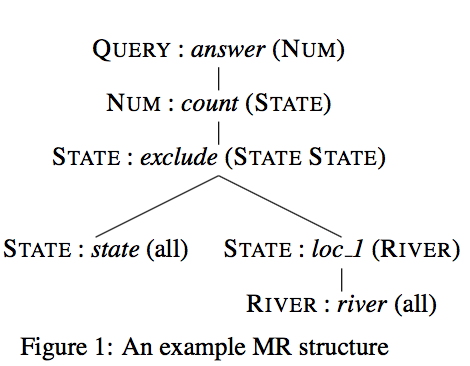 QUERY : answer (NUM)
NUM : count (STATE)
STATE : exclude (STATE STATE)
STATE : state (all) STATE : loc_1 (RIVER)
RIVER : river (all)
Figure 1: An example MR structure